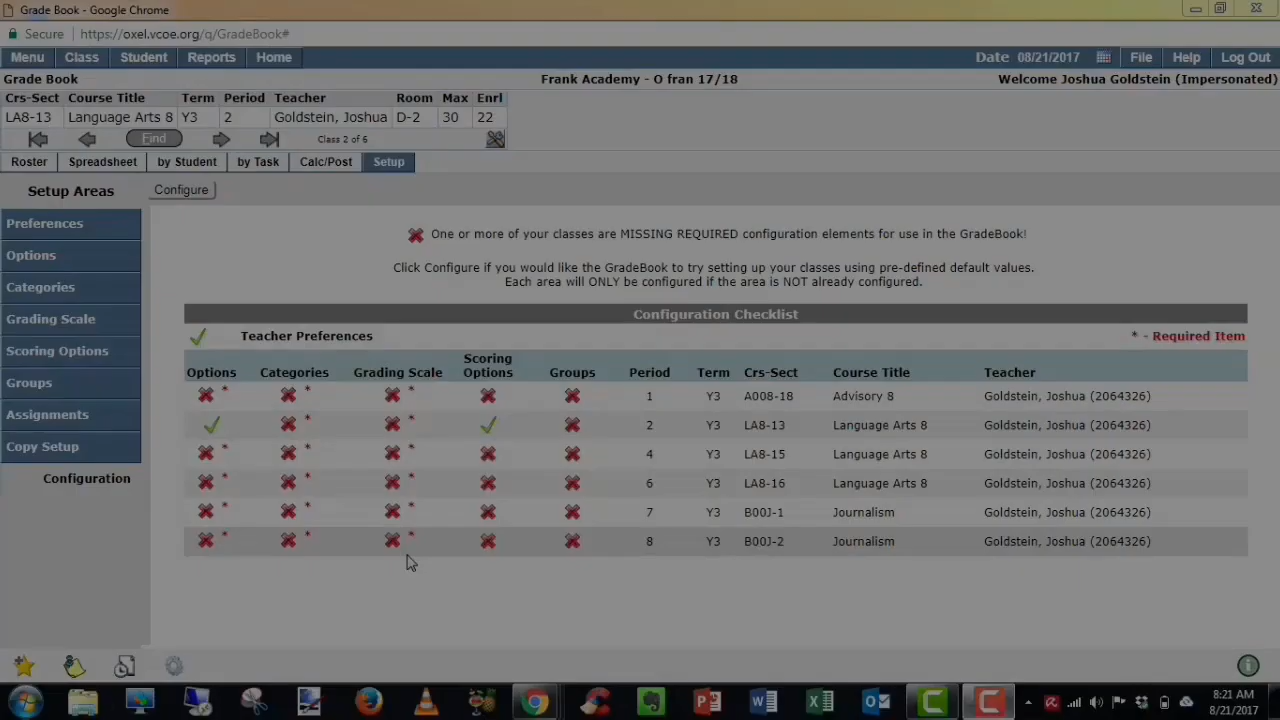 Grade Book - Google Chrome
Secure https://oxel.vcoe.org/q/GradeBook#
Menu Class Student Reports Home Date 08/21/2017 File Help Log Out
Grade Book Frank Academy - O fran 17/18 Welcome Joshua Goldstein (Impersonated)
Crs-Sect Course Title Term Period Teacher Room Max Enrl
LA8-13 Language Arts 8 Y3 2 Goldstein, Joshua D-2 30 22
Find Class 2 of 6
Roster Spreadsheet by Student by Task Calc/Post Setup
Setup Areas Configure
Preferences
Options
Categories
Grading Scale
Scoring Options
Groups
Assignments
Copy Setup
Configuration
One or more of your classes are MISSING REQUIRED configuration elements for use in the GradeBook!
Click Configure if you would like the GradeBook to try setting up your classes using pre-defined default values.
Each area will ONLY be configured if the area is NOT already configured.
Configuration Checklist
Teacher Preferences * - Required Item
Options Categories Grading Scale Scoring Options Groups Period Term Crs-Sect Course Title Teacher
* * * 1 Y3 A008-18 Advisory 8 Goldstein, Joshua (2064326)
* * 2 Y3 LA8-13 Language Arts 8 Goldstein, Joshua (2064326)
* * * 4 Y3 LA8-15 Language Arts 8 Goldstein, Joshua (2064326)
* * * 6 Y3 LA8-16 Language Arts 8 Goldstein, Joshua (2064326)
* * * 7 Y3 B00J-1 Journalism Goldstein, Joshua (2064326)
* * * 8 Y3 B00J-2 Journalism Goldstein, Joshua (2064326)
8:21 AM
8/21/2017